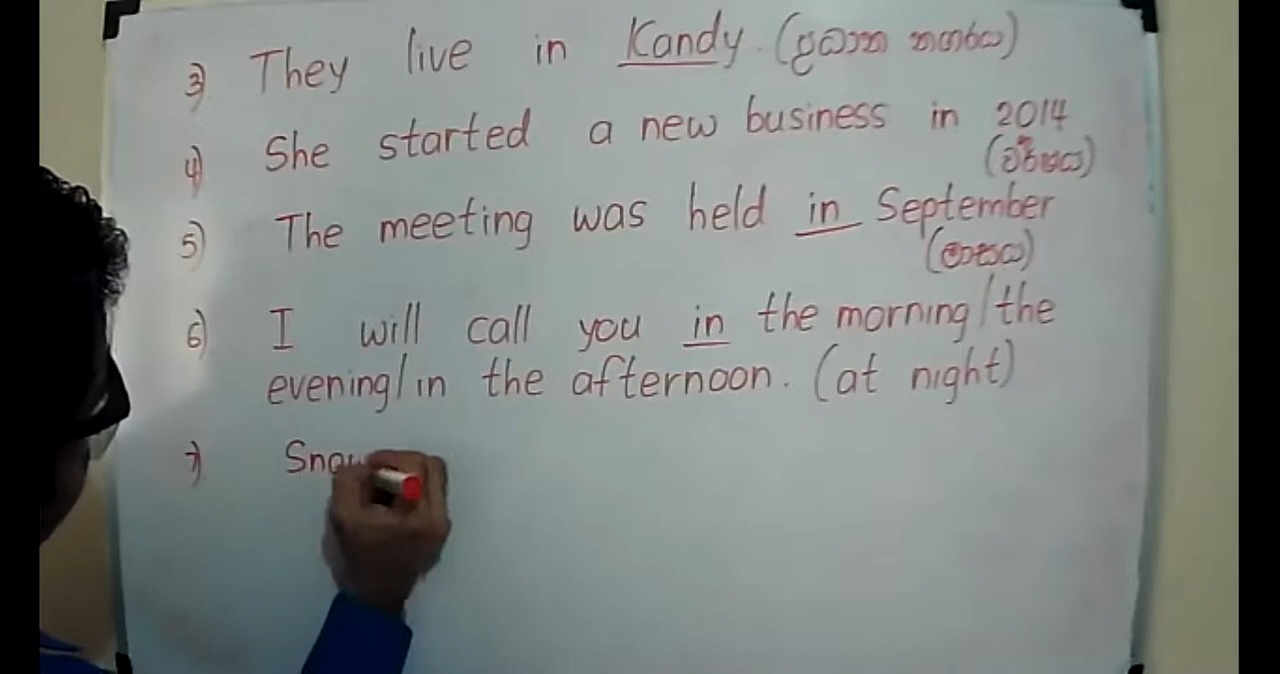 3) They live in Kandy. (ප්‍රධාන නගරය)
4) She started a new business in 2014
(වර්ෂය)
5) The meeting was held in September
(මාසය)
6) I will call you in the morning/the
evening/in the afternoon. (at night)
7) Snow